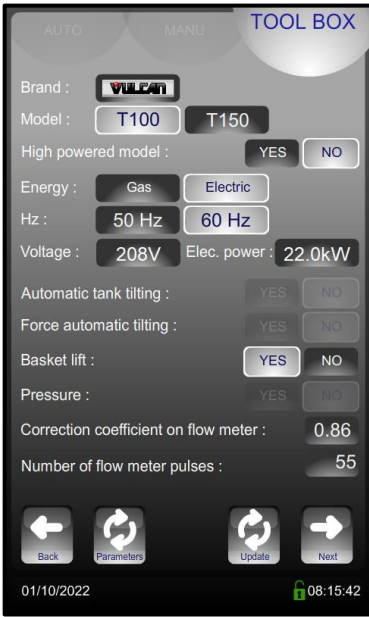 AUTO MANU TOOL BOX
Brand : VULCAN
Model : T100 T150
High powered model : YES NO
Energy : Gas Electric
Hz : 50 Hz 60 Hz
Voltage : 208V Elec. power : 22.0kW
Automatic tank tilting : YES NO
Force automatic tilting : YES NO
Basket lift : YES NO
Pressure : YES NO
Correction coefficient on flow meter : 0.86
Number of flow meter pulses : 55
Back Parameters Update Next
01/10/2022 08:15:42